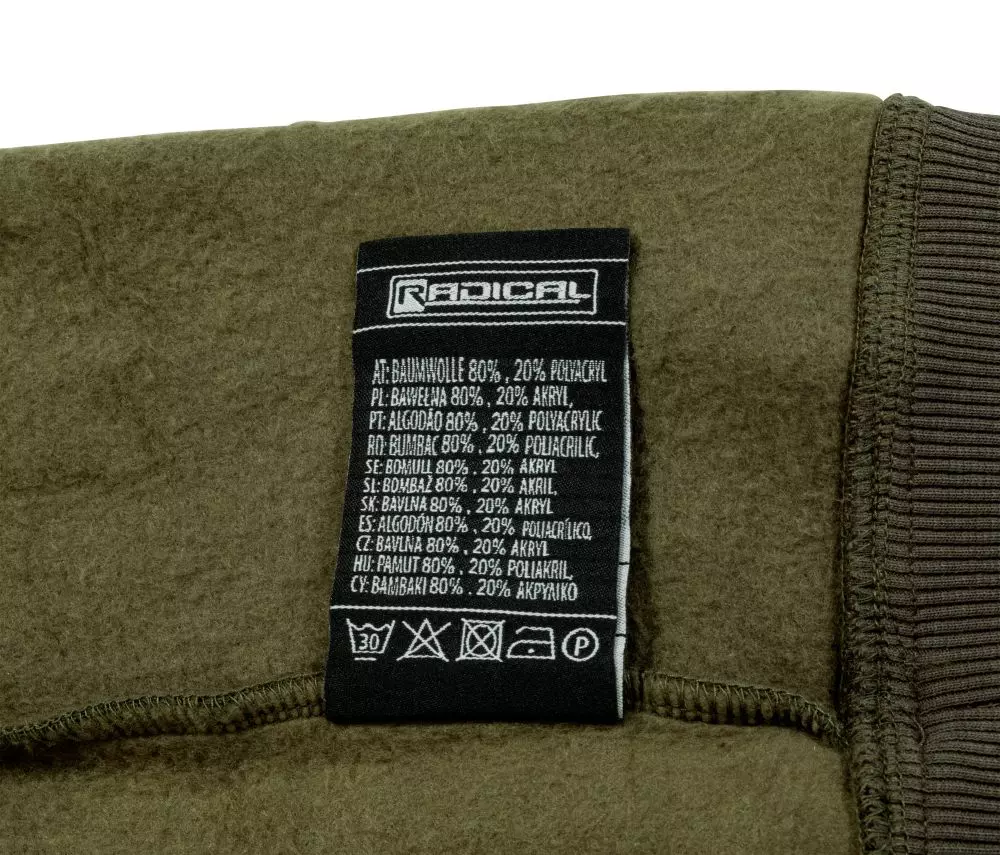 RADICAL
AT: BAUMWOLLE 80% , 20% POLYACRYL
PL: BAWEŁNA 80% , 20% AKRYL,
PT: ALGODÃO 80% , 20% POLYACRYLIC
RO: BUMBAC 80% , 20% POLIACRILIC,
SE: BOMULL 80% , 20% AKRYL
SL: BOMBAŽ 80% , 20% AKRIL,
SK: BAVLNA 80% , 20% AKRYL
ES: ALGODÓN 80% , 20% POLIACRÍLICO,
CZ: BAVLNA 80% , 20% AKRYL
HU: PAMUT 80% , 20% POLIAKRIL,
CY: BAMBAKI 80% , 20% ΑΚΡΥΛΙΚΟ
30 P